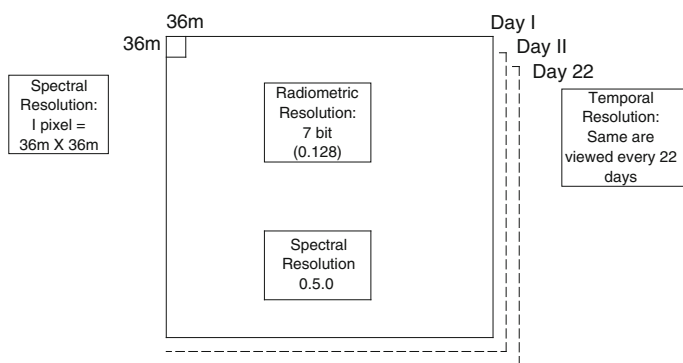 36m
Day I
36m
Day II
Day 22
Spectral
Resolution:
I pixel =
36m X 36m
Radiometric
Resolution:
7 bit
(0.128)
Temporal
Resolution:
Same are
viewed every 22
days
Spectral
Resolution
0.5.0